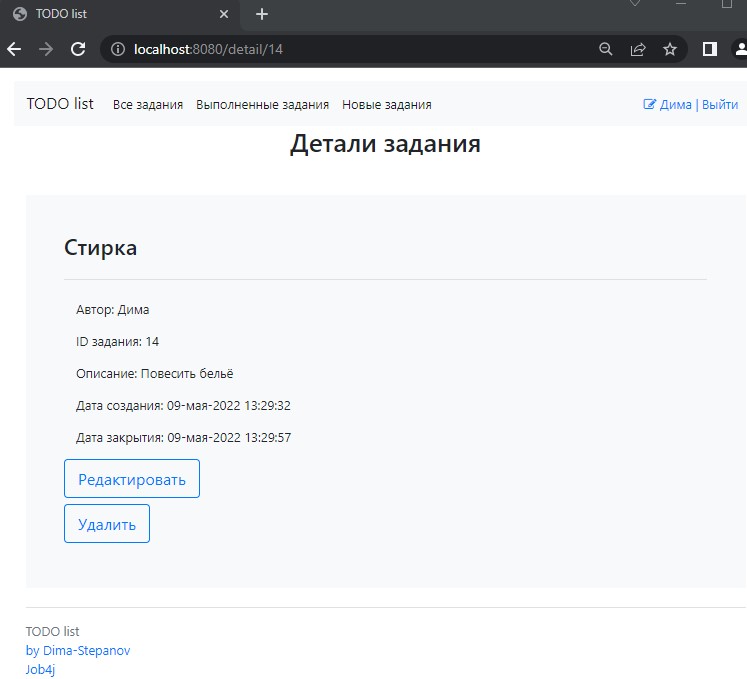 TODO list
localhost:8080/detail/14
TODO list Все задания Выполненные задания Новые задания Дима | Выйти
Детали задания
Стирка
Автор: Дима
ID задания: 14
Описание: Повесить бельё
Дата создания: 09-мая-2022 13:29:32
Дата закрытия: 09-мая-2022 13:29:57
Редактировать
Удалить
TODO list
by Dima-Stepanov
Job4j